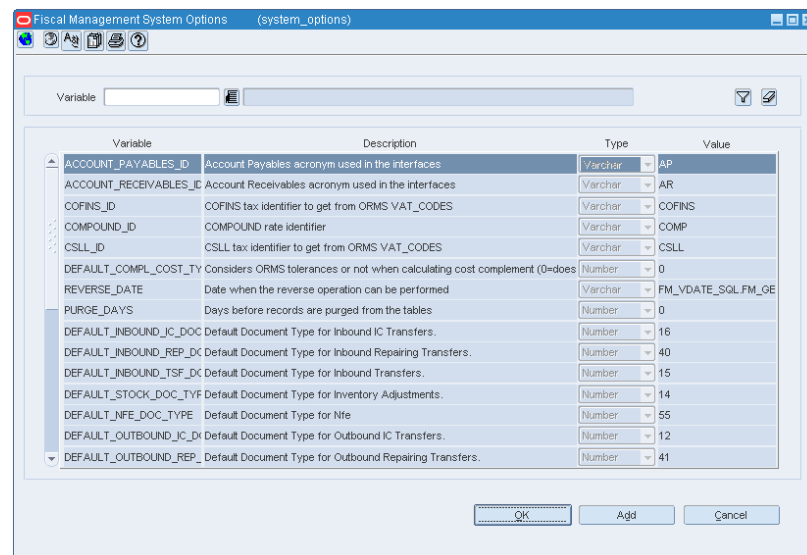 Fiscal Management System Options (system_options)
Variable
Variable Description Type Value
ACCOUNT_PAYABLES_ID Account Payables acronym used in the interfaces Varchar AP
ACCOUNT_RECEIVABLES_ID Account Receivables acronym used in the interfaces Varchar AR
COFINS_ID COFINS tax identifier to get from ORMS VAT_CODES Varchar COFINS
COMPOUND_ID COMPOUND rate identifier Varchar COMP
CSLL_ID CSLL tax identifier to get from ORMS VAT_CODES Varchar CSLL
DEFAULT_COMPL_COST_TY Considers ORMS tolerances or not when calculating cost complement (0=does Number 0
REVERSE_DATE Date when the reverse operation can be performed Varchar FM_VDATE_SQL.FM_GE
PURGE_DAYS Days before records are purged from the tables Number 0
DEFAULT_INBOUND_IC_DOC Default Document Type for Inbound IC Transfers. Number 16
DEFAULT_INBOUND_REP_DO Default Document Type for Inbound Repairing Transfers. Number 40
DEFAULT_INBOUND_TSF_DO Default Document Type for Inbound Transfers. Number 15
DEFAULT_STOCK_DOC_TYP Default Document Type for Inventory Adjustments. Number 14
DEFAULT_NFE_DOC_TYPE Default Document Type for Nfe Number 55
DEFAULT_OUTBOUND_IC_DO Default Document Type for Outbound IC Transfers. Number 12
DEFAULT_OUTBOUND_REP_ Default Document Type for Outbound Repairing Transfers. Number 41
OK Add Cancel